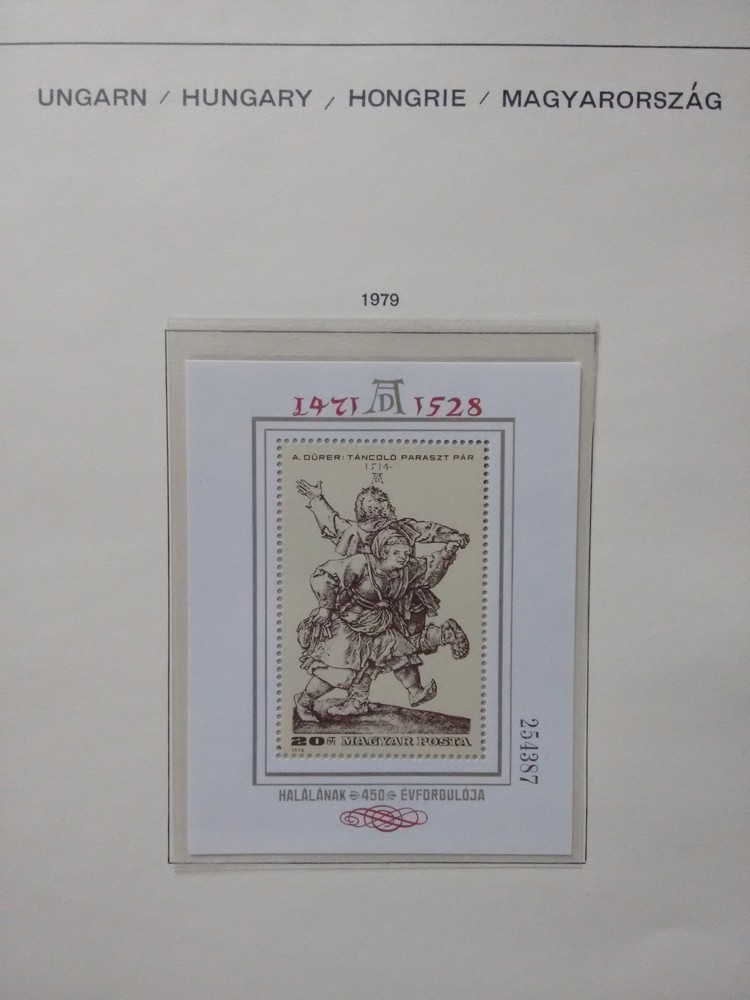 UNGARN / HUNGARY / HONGRIE / MAGYARORSZÁG
1979
1471 AD 1528
A. DÜRER: TÁNCOLÓ PARASZT PÁR
1514
AD
20 Ft MAGYAR POSTA
1979
254387
HALÁLÁNAK 450 ÉVFORDULÓJA